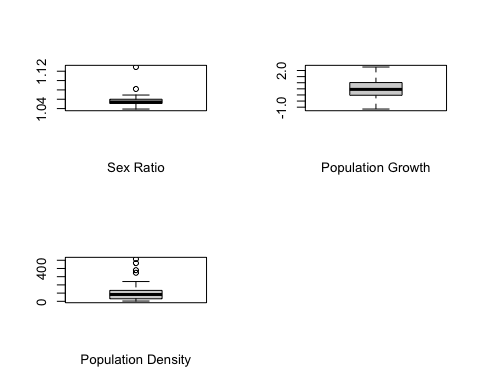 1.12
1.04
Sex Ratio
2.0
-1.0
Population Growth
400
0
Population Density